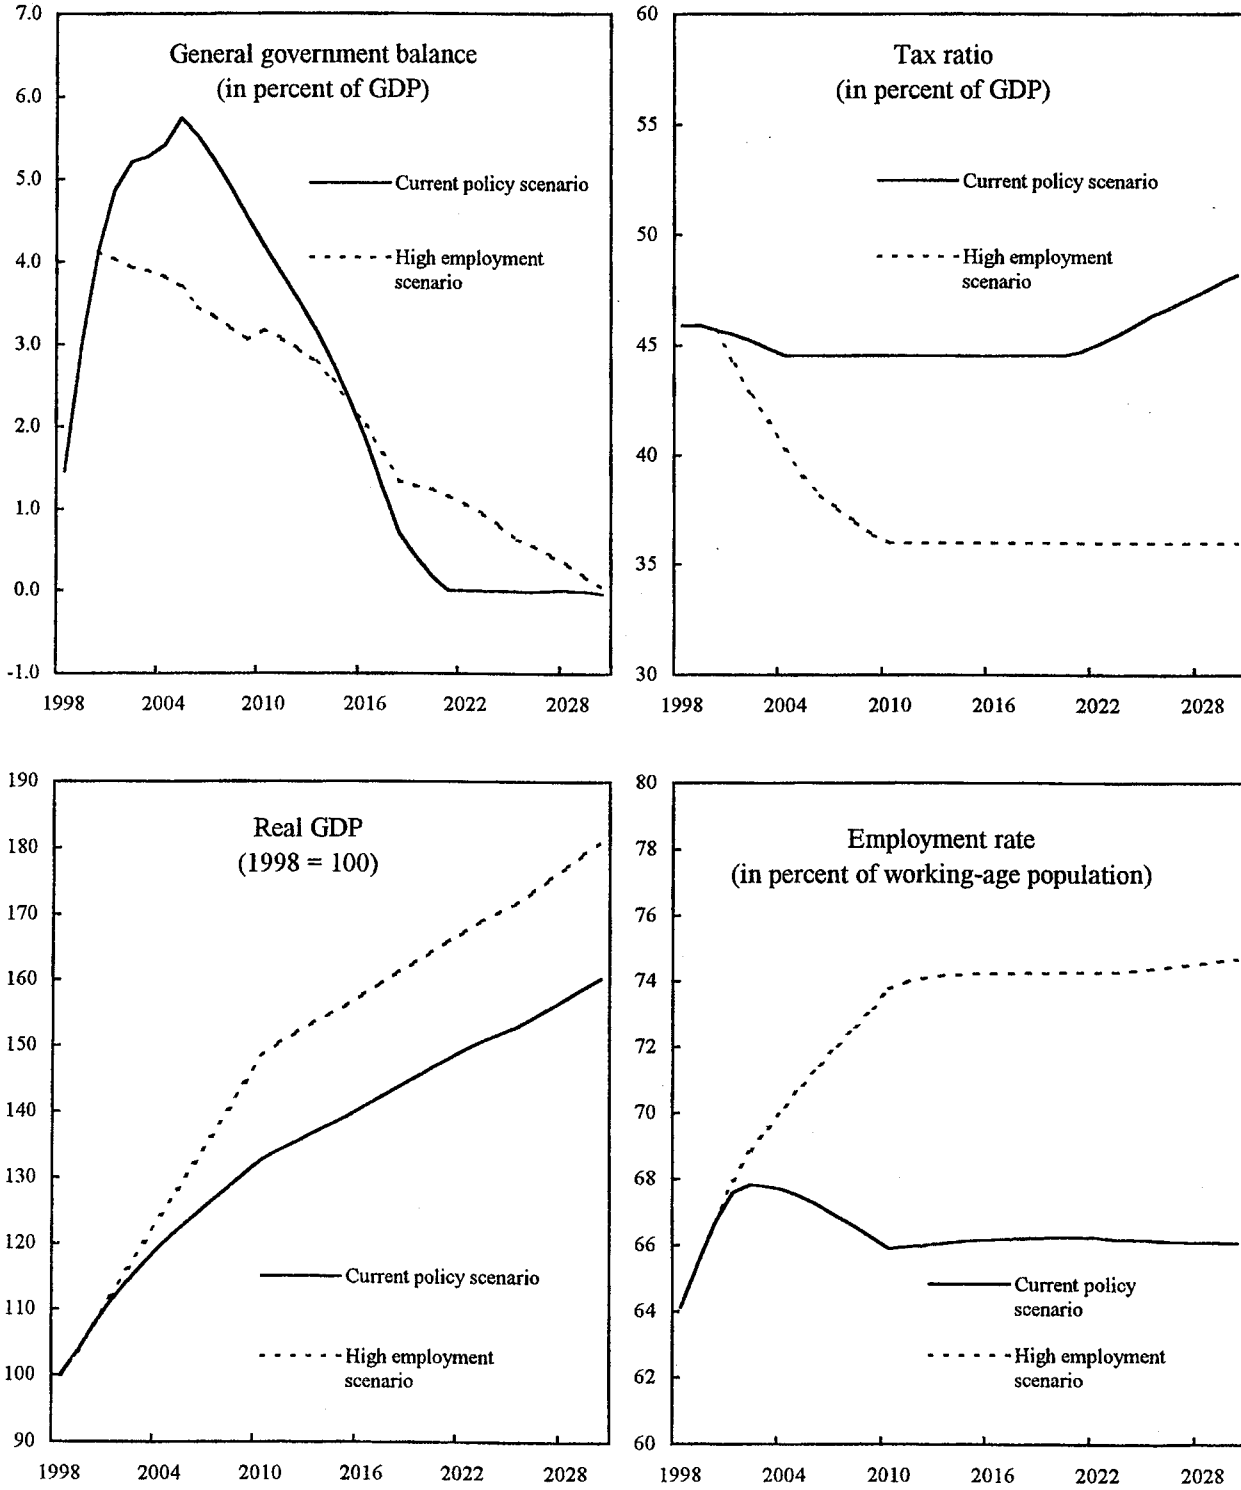 General government balance
(in percent of GDP)
7.0
6.0
5.0
4.0
3.0
2.0
1.0
0.0
-1.0
Current policy scenario
High employment
scenario
1998 2004 2010 2016 2022 2028
Tax ratio
(in percent of GDP)
60
55
50
45
40
35
30
Current policy scenario
High employment
scenario
1998 2004 2010 2016 2022 2028
Real GDP
(1998 = 100)
190
180
170
160
150
140
130
120
110
100
90
Current policy scenario
High employment
scenario
1998 2004 2010 2016 2022 2028
Employment rate
(in percent of working-age population)
80
78
76
74
72
70
68
66
64
62
60
Current policy
scenario
High employment
scenario
1998 2004 2010 2016 2022 2028